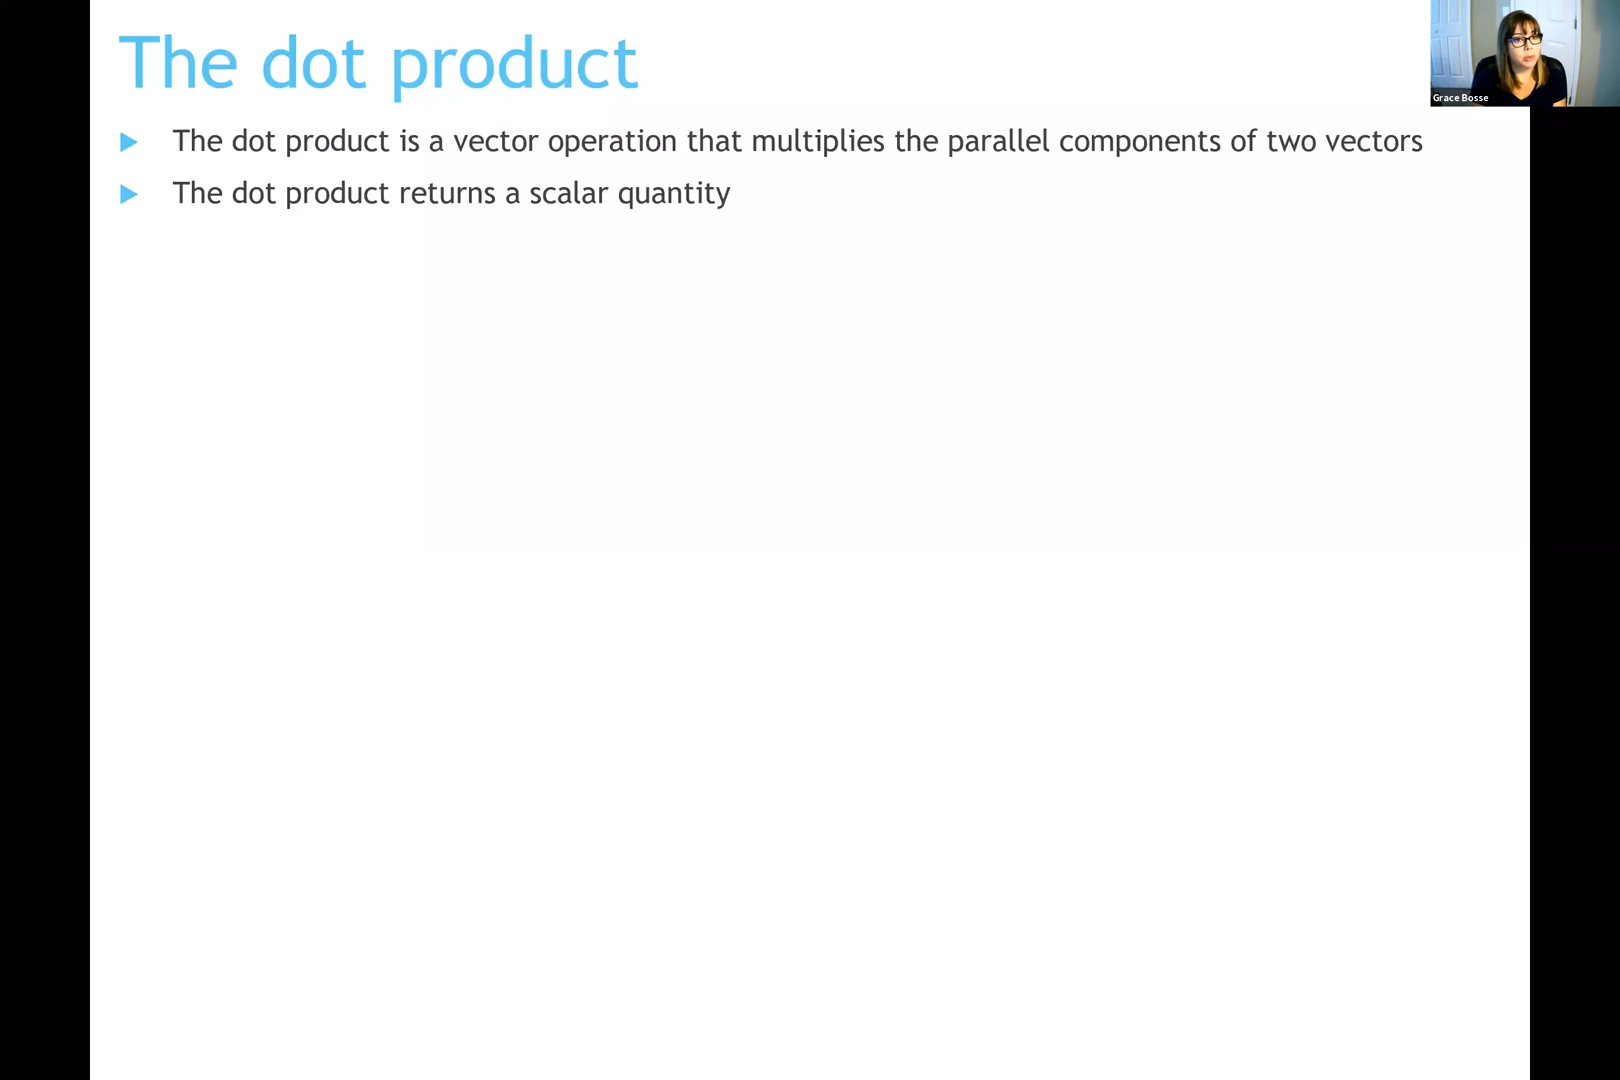 The dot product
Grace Bosse
The dot product is a vector operation that multiplies the parallel components of two vectors
The dot product returns a scalar quantity